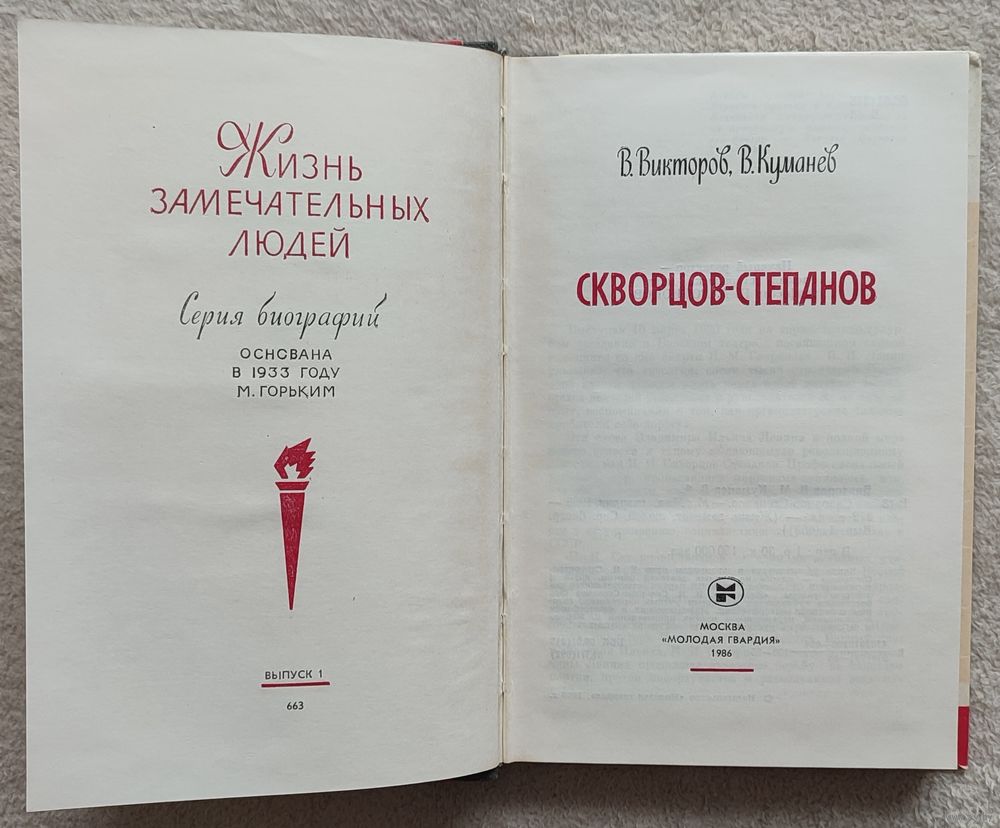 Жизнь
ЗАМЕЧАТЕЛЬНЫХ
ЛЮДЕЙ
Серия биографий
ОСНОВАНА
В 1933 ГОДУ
М. ГОРЬКИМ
ВЫПУСК 1
663
В. Викторов, В. Куманев
СКВОРЦОВ-СТЕПАНОВ
МОСКВА
«МОЛОДАЯ ГВАРДИЯ»
1986